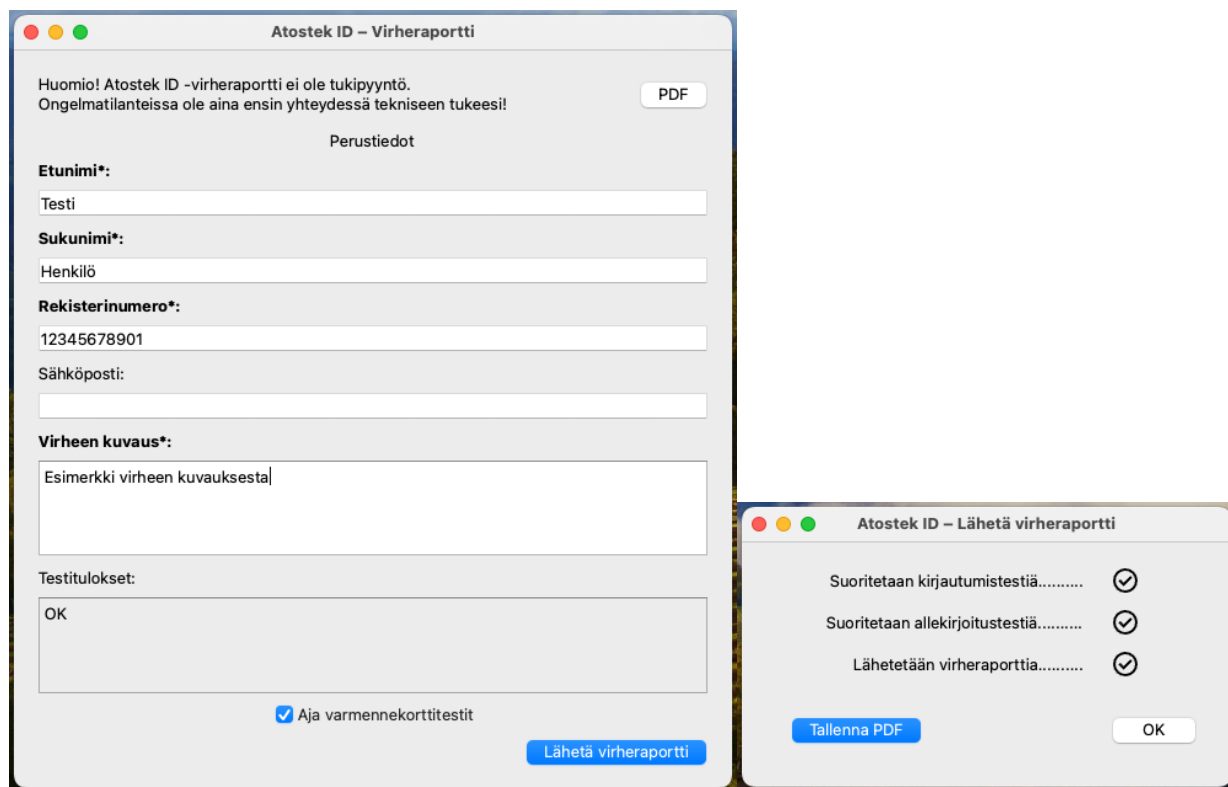 Atostek ID – Virheraportti
Huomio! Atostek ID -virheraportti ei ole tukipyyntö.
Ongelmatilanteissa ole aina ensin yhteydessä tekniseen tukeesi!
PDF
Perustiedot
Etunimi*:
Testi
Sukunimi*:
Henkilö
Rekisterinumero*:
12345678901
Sähköposti:
Virheen kuvaus*:
Esimerkki virheen kuvauksesta
Testitulokset:
OK
Aja varmennekorttitestit
Lähetä virheraportti
Atostek ID – Lähetä virheraportti
Suoritetaan kirjautumistestiä..........
Suoritetaan allekirjoitustestiä..........
Lähetetään virheraporttia..........
Tallenna PDF
OK